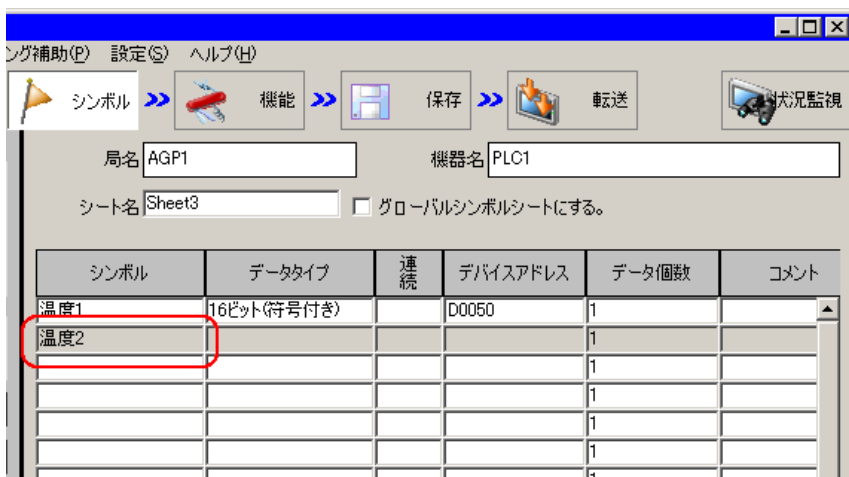 ング補助(P) 設定(S) ヘルプ(H)
シンボル 機能 保存 転送 状況監視
局名 AGP1 機器名 PLC1
シート名 Sheet3 グローバルシンボルシートにする。
シンボル データタイプ 連続 デバイスアドレス データ個数 コメント
温度1 16ビット(符号付き) D0050 1
温度2 1
1
1
1
1